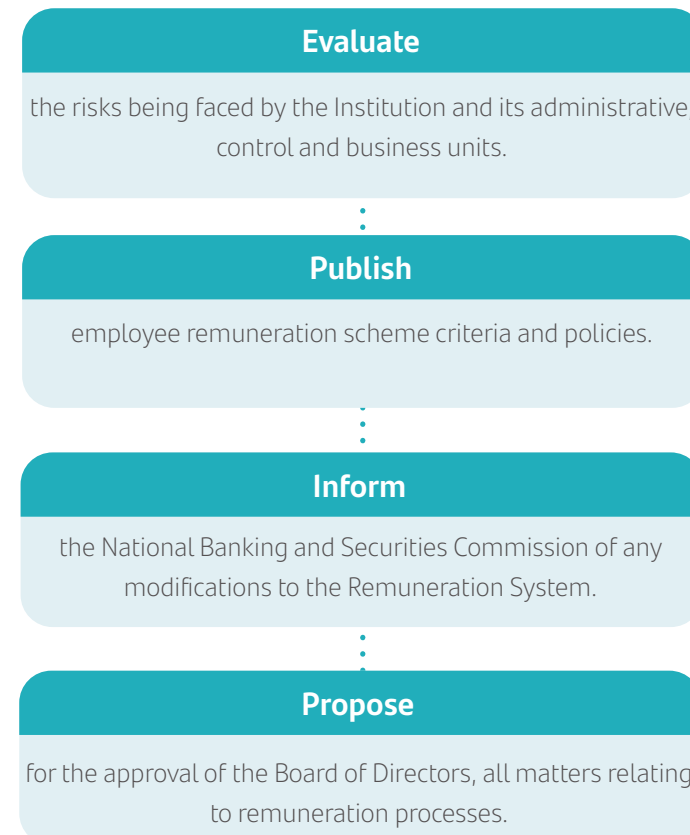 Evaluate
the risks being faced by the Institution and its administrative,
control and business units.
Publish
employee remuneration scheme criteria and policies.
Inform
the National Banking and Securities Commission of any
modifications to the Remuneration System.
Propose
for the approval of the Board of Directors, all matters relating
to remuneration processes.